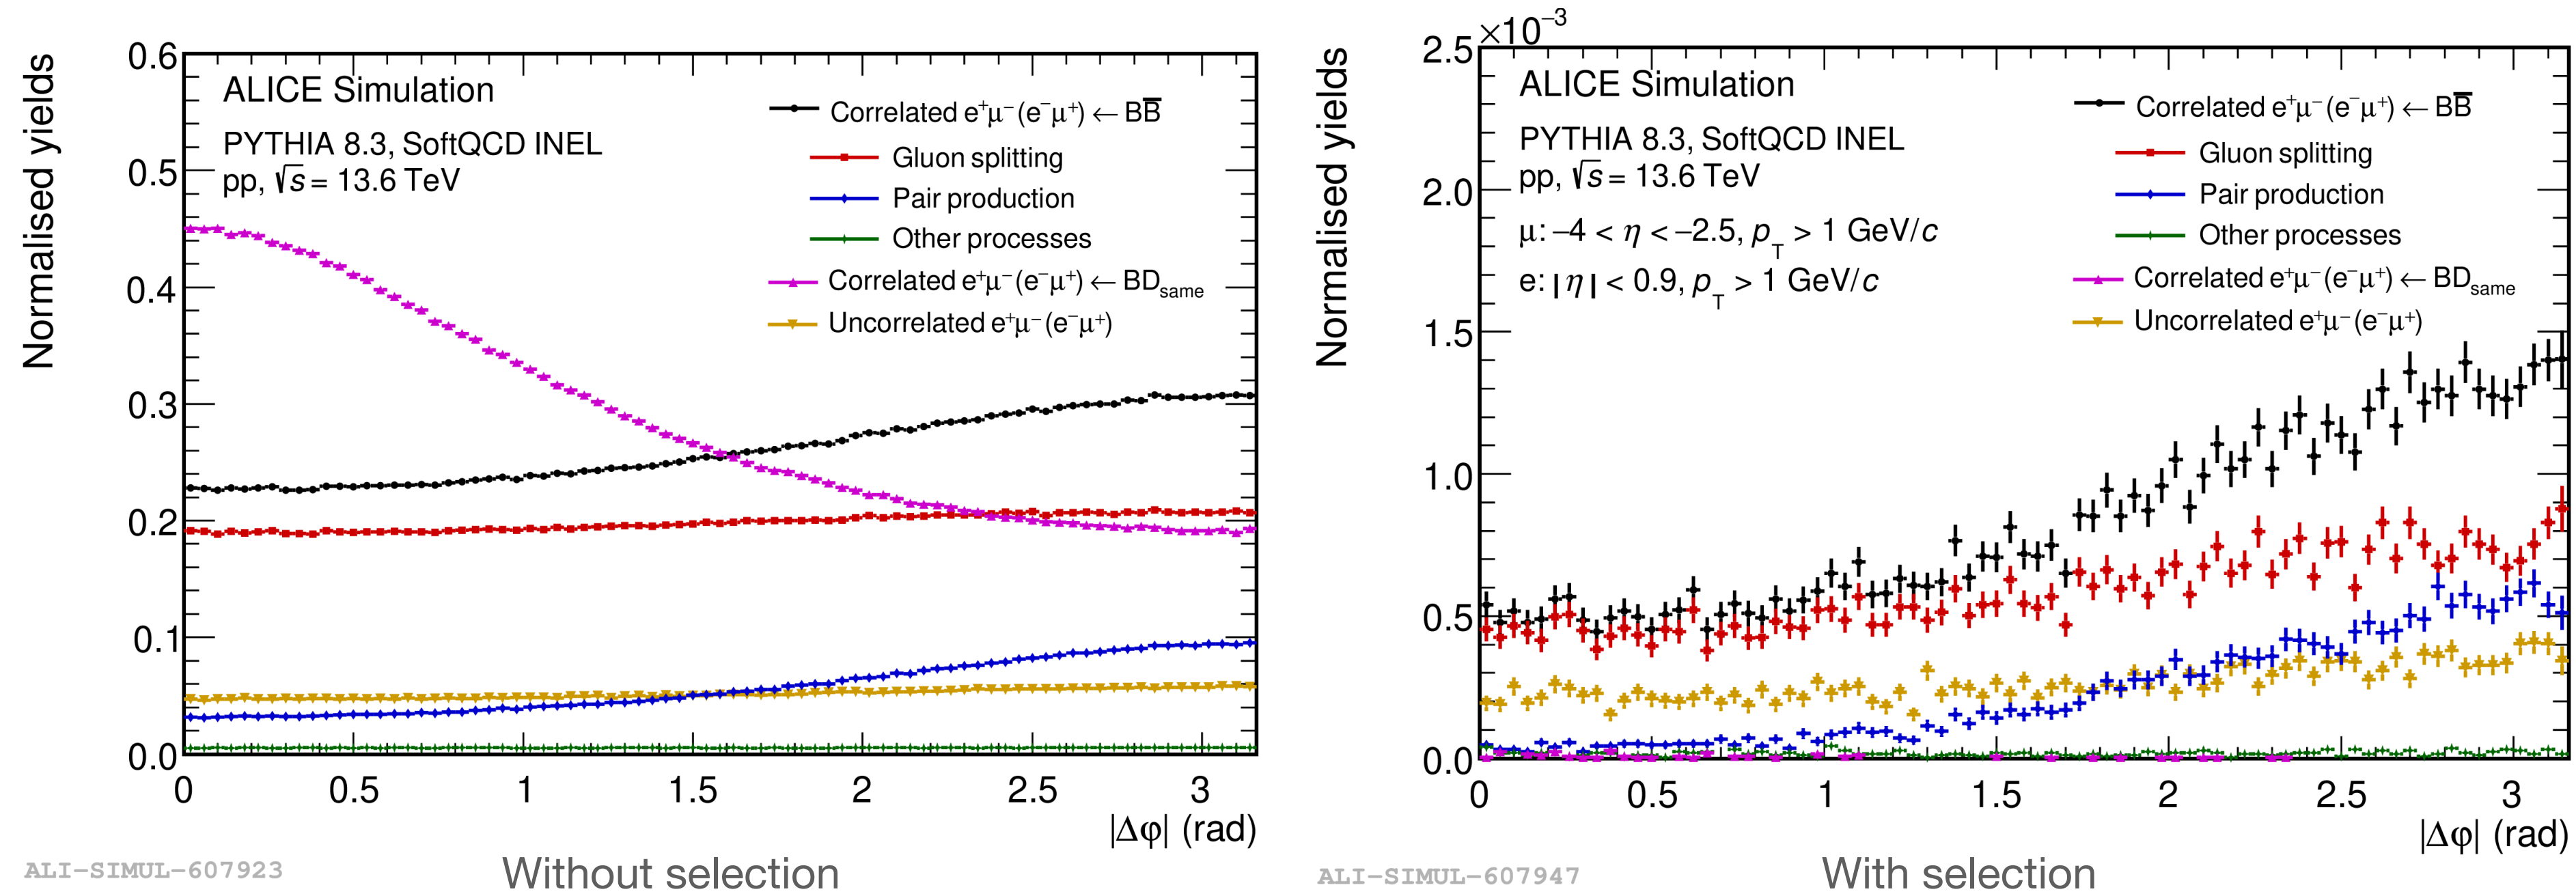 Normalised yields
0.6
0.5
0.4
0.3
0.2
0.1
0.0
ALICE Simulation
PYTHIA 8.3, SoftQCD INEL
pp, √s = 13.6 TeV
Correlated e⁺μ⁻(e⁻μ⁺) ← BB̅
Gluon splitting
Pair production
Other processes
Correlated e⁺μ⁻(e⁻μ⁺) ← BD_same
Uncorrelated e⁺μ⁻(e⁻μ⁺)
0 0.5 1 1.5 2 2.5 3
|Δφ| (rad)
ALI-SIMUL-607923
Without selection
Normalised yields
×10⁻³
2.5
2.0
1.5
1.0
0.5
0.0
ALICE Simulation
PYTHIA 8.3, SoftQCD INEL
pp, √s = 13.6 TeV
μ: −4 < η < −2.5, p_T > 1 GeV/c
e: |η| < 0.9, p_T > 1 GeV/c
Correlated e⁺μ⁻(e⁻μ⁺) ← BB̅
Gluon splitting
Pair production
Other processes
Correlated e⁺μ⁻(e⁻μ⁺) ← BD_same
Uncorrelated e⁺μ⁻(e⁻μ⁺)
0 0.5 1 1.5 2 2.5 3
|Δφ| (rad)
ALI-SIMUL-607947
With selection